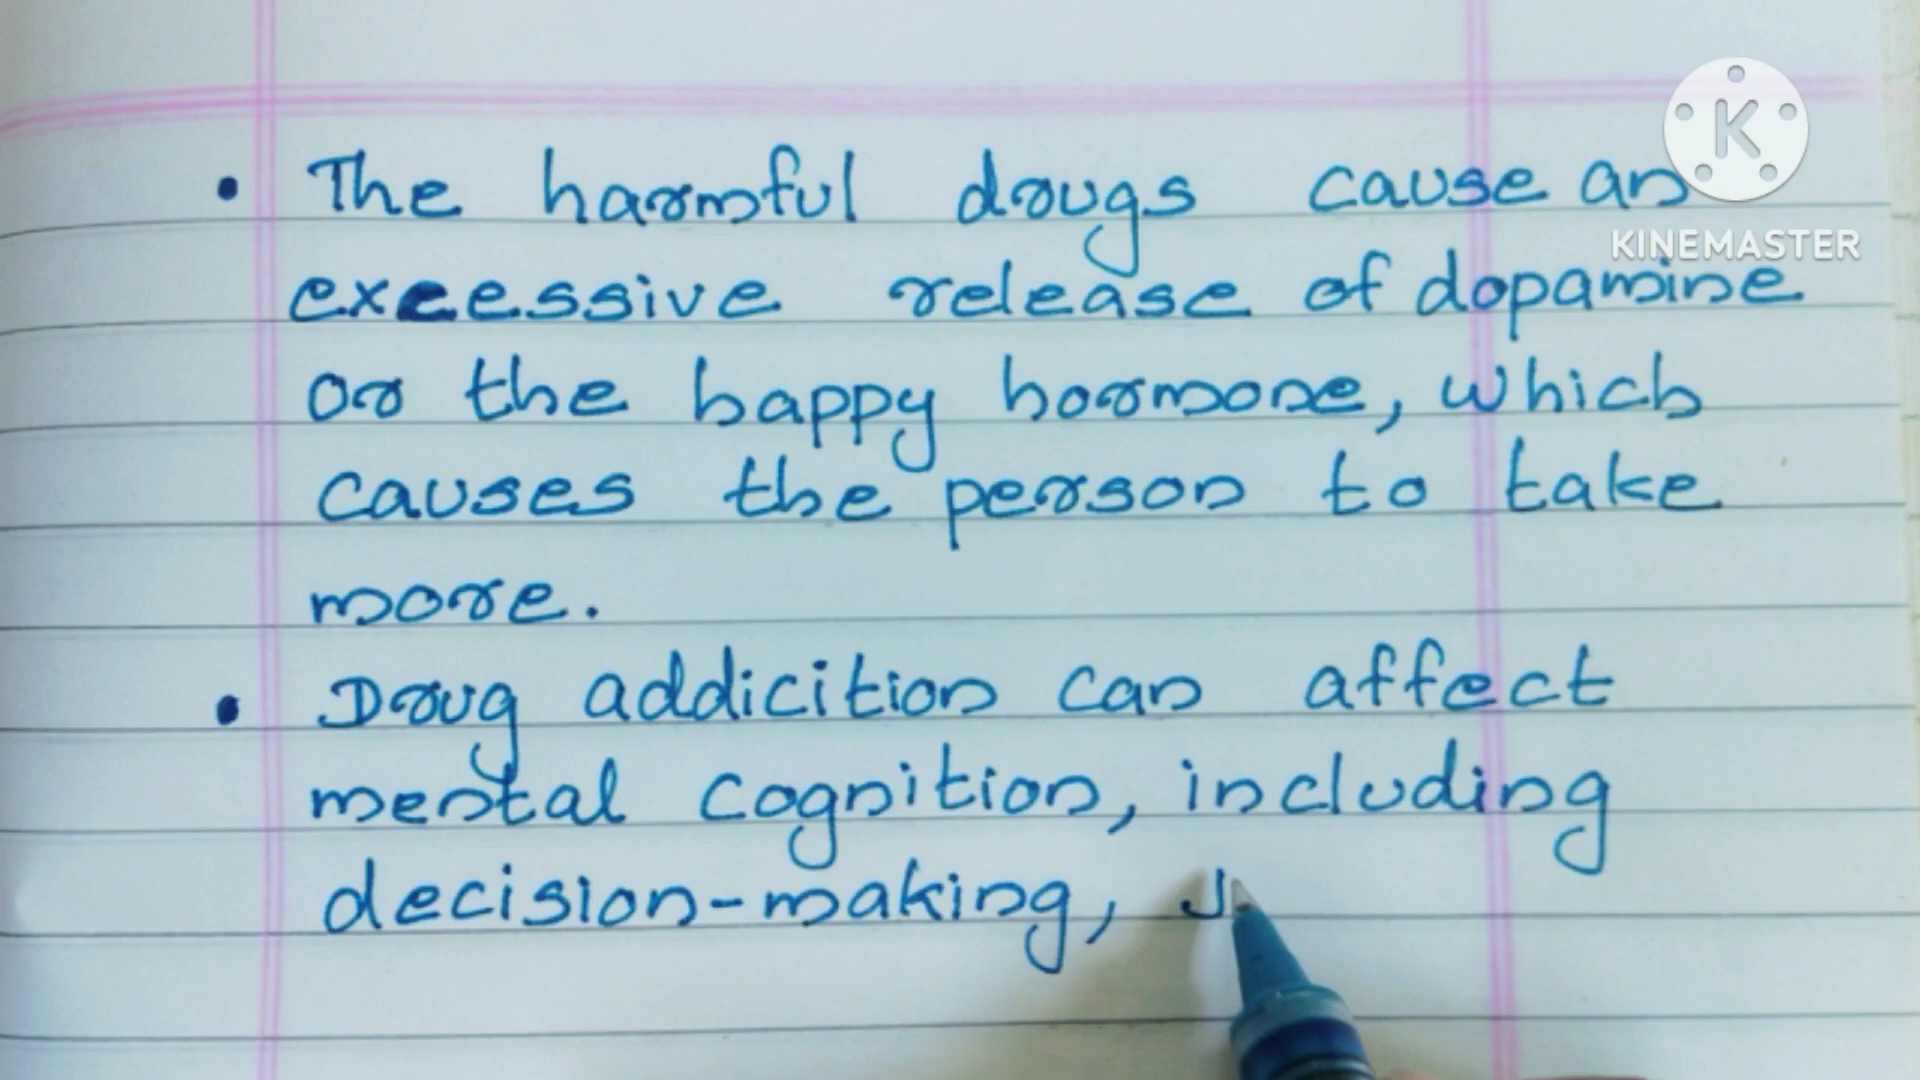 • The harmful drugs cause an
excessive release of dopamine
or the happy hormone, which
causes the person to take
more.
• Drug addicition can affect
mental cognition, including
decision-making, J
KINEMASTER